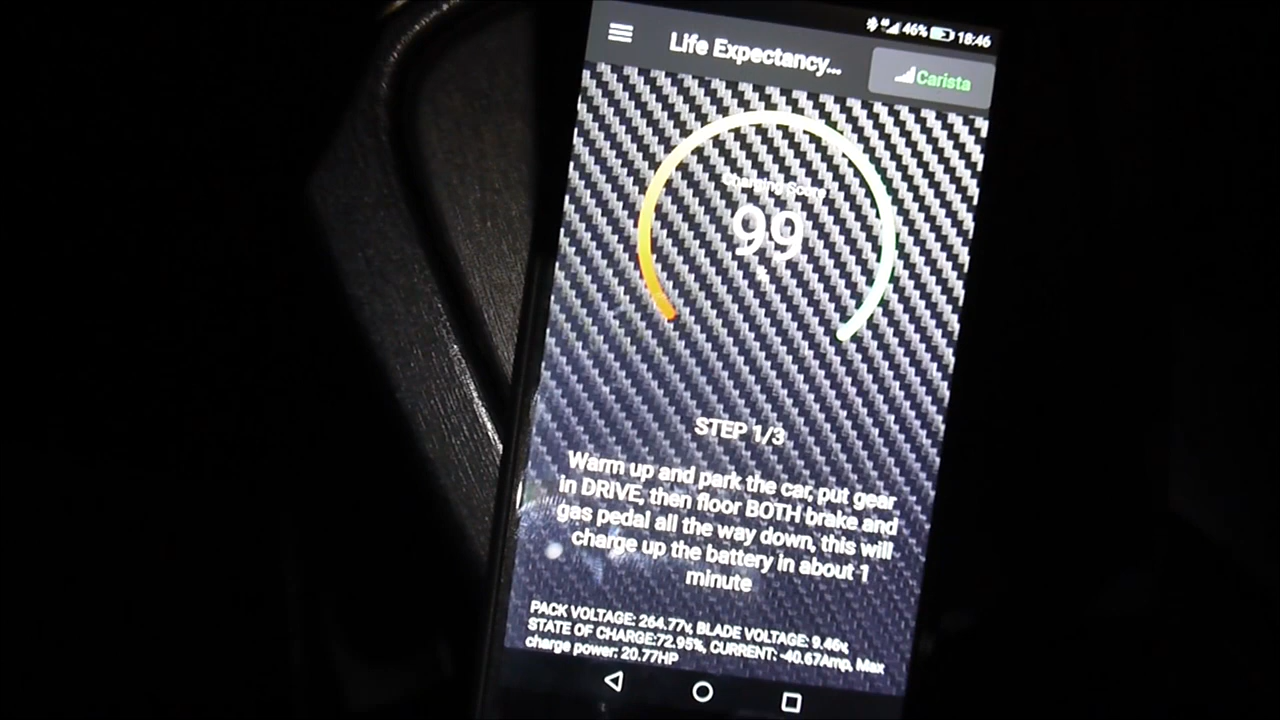 46% 18:46
Life Expectancy...
Carista
Charging Score
99
%
STEP 1/3
Warm up and park the car, put gear
in DRIVE, then floor BOTH brake and
gas pedal all the way down, this will
charge up the battery in about 1
minute
PACK VOLTAGE: 264.77v, BLADE VOLTAGE: 9.46v,
STATE OF CHARGE:72.95%, CURRENT: -40.67Amp, Max
charge power: 20.77HP